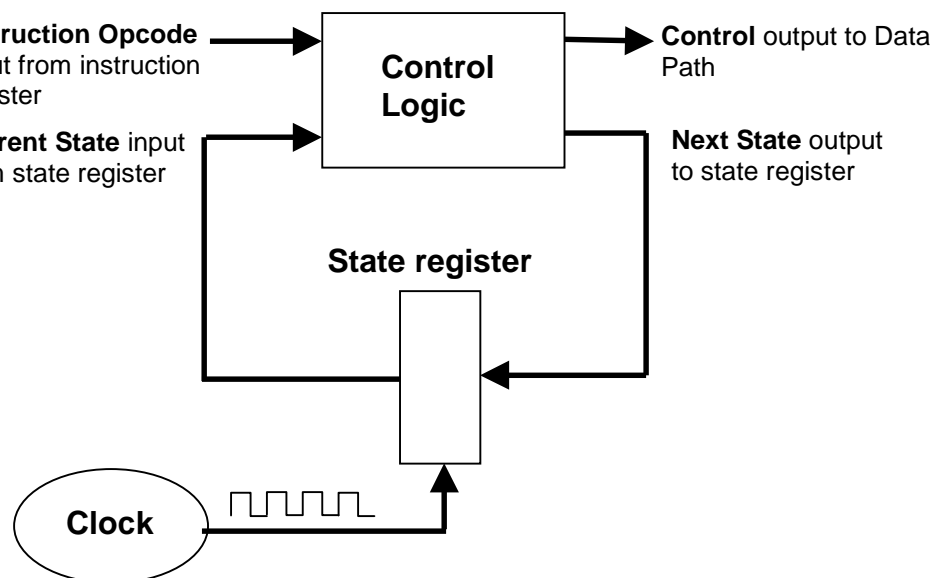 ruction Opcode
ut from instruction
ster
rent State input
n state register
Control
Logic
Control output to Data
Path
Next State output
to state register
State register
Clock